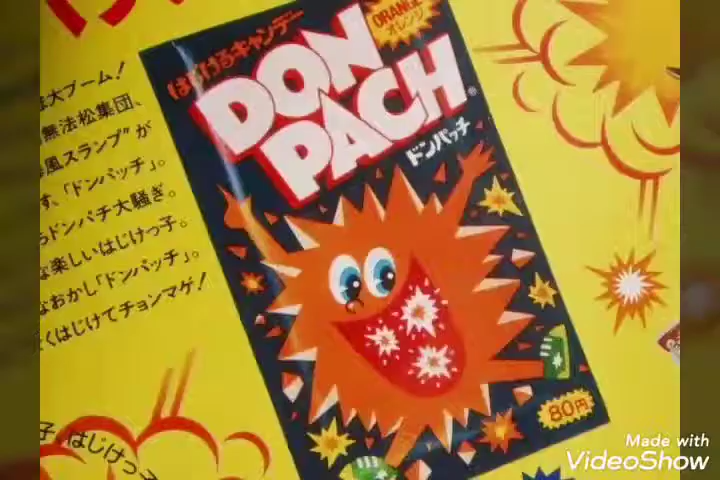 大ブーム!
無法松集団、
風スランプ"が
す、「ドンパッチ」。
らドンパチ大騒ぎ。
な楽しいはじけっ子。
なおかし「ドンパッチ」。
くはじけてチョンマゲ!
はじけるキャンデー
ORANGE
オレンジ
DON
PACH®
ドンパッチ
80円
子、はじけっ子
Made with
VideoShow